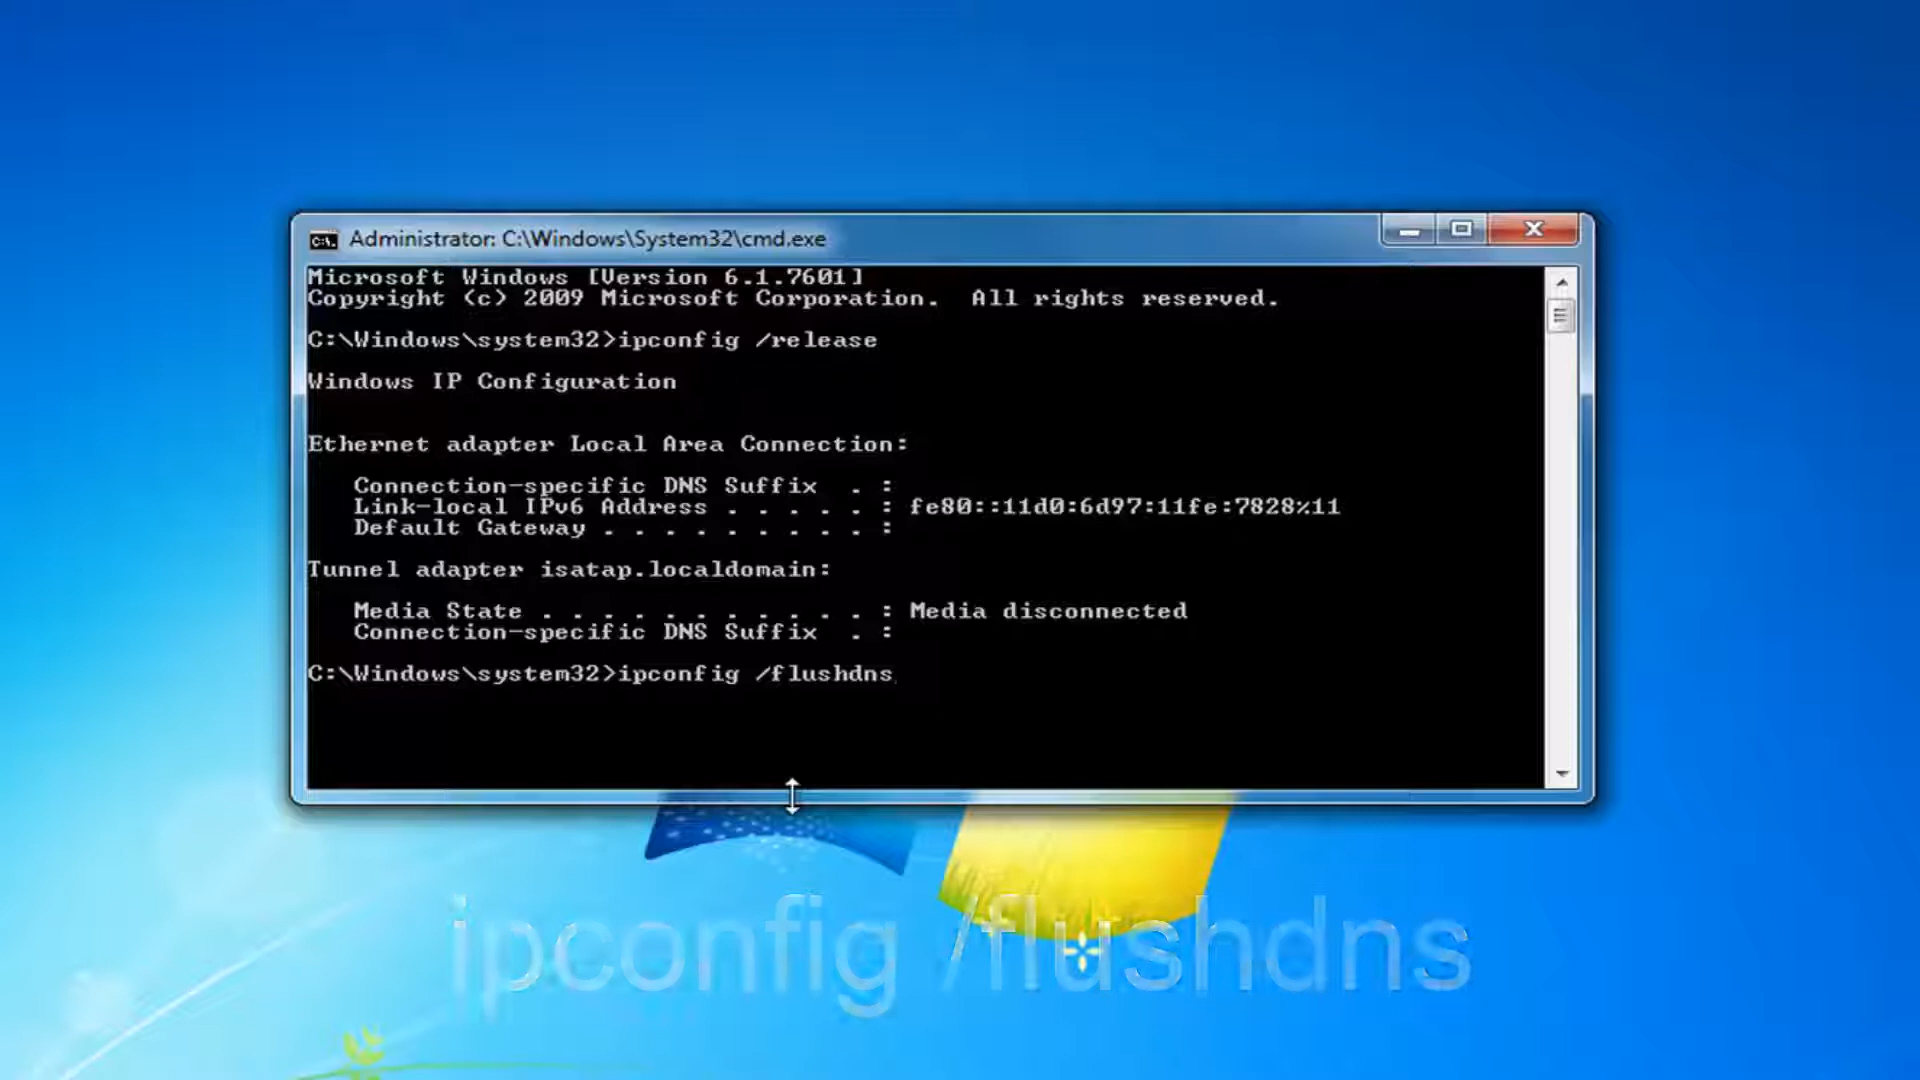 Administrator: C:\Windows\System32\cmd.exe
Microsoft Windows [Version 6.1.7601]
Copyright (c) 2009 Microsoft Corporation.  All rights reserved.
C:\Windows\system32>ipconfig /release
Windows IP Configuration
Ethernet adapter Local Area Connection:
Connection-specific DNS Suffix  . :
Link-local IPv6 Address . . . . . : fe80::11d0:6d97:11fe:7828%11
Default Gateway . . . . . . . . . :
Tunnel adapter isatap.localdomain:
Media State . . . . . . . . . . . : Media disconnected
Connection-specific DNS Suffix  . :
C:\Windows\system32>ipconfig /flushdns
ipconfig /flushdns